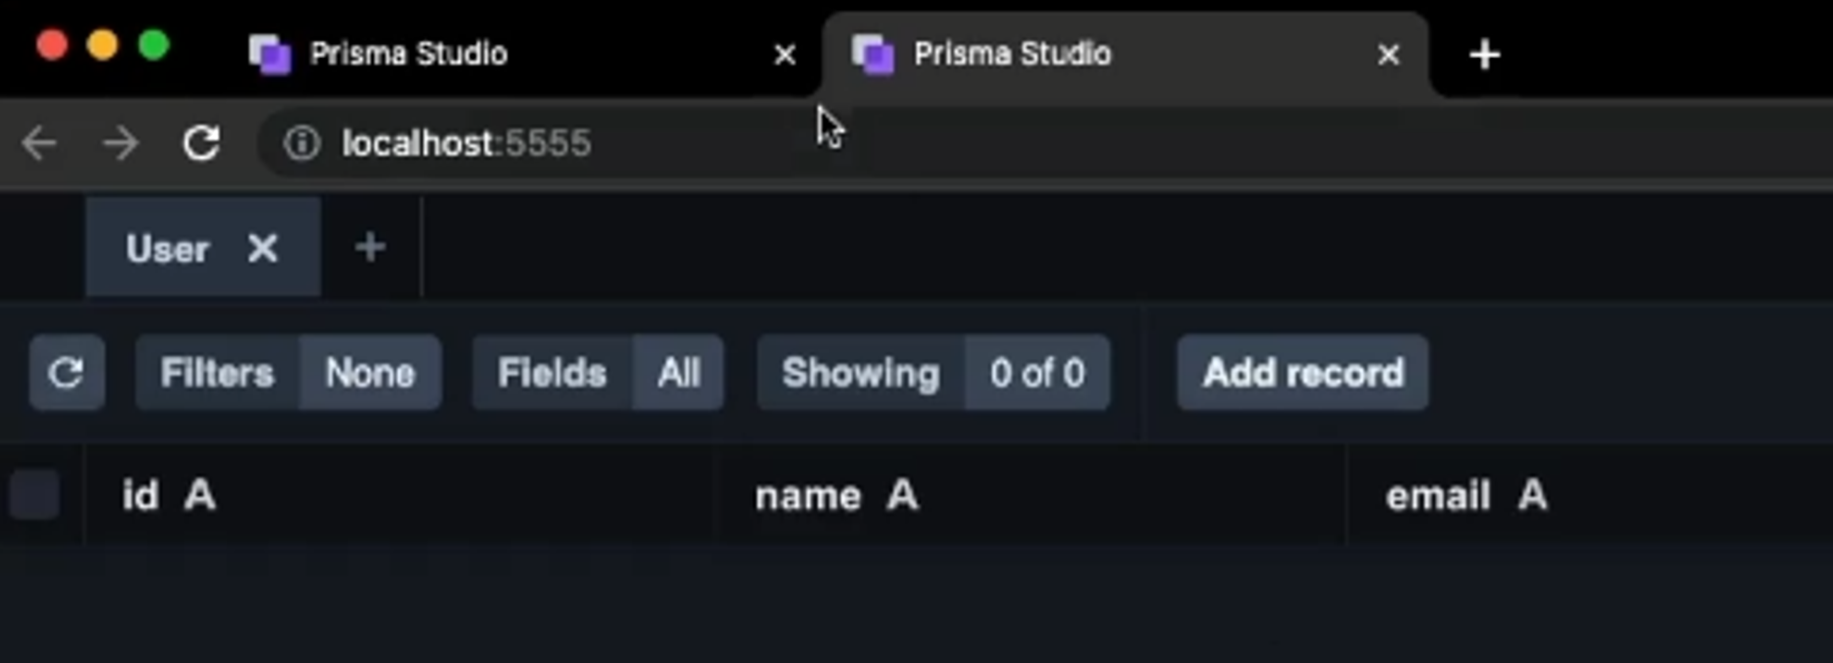 Prisma Studio Prisma Studio
localhost:5555
User
Filters None Fields All Showing 0 of 0 Add record
id A name A email A